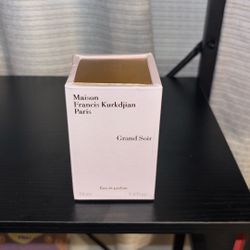 Maison
Francis Kurkdjian
Paris
Grand Soir
Eau de parfum